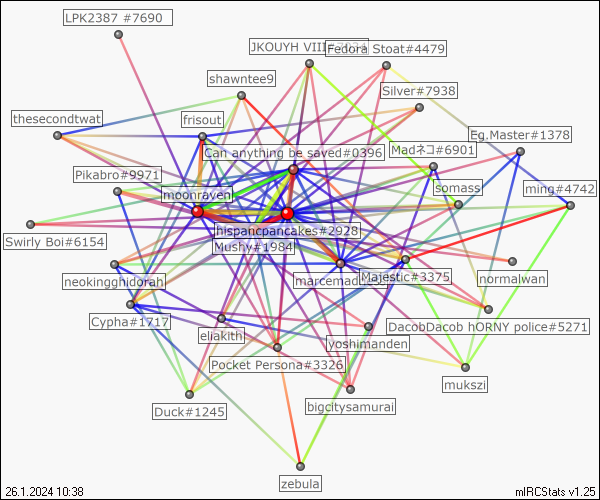 LPK2387 #7690
JKOUYH VIII
Fedora Stoat#4479
shawntee9
Silver#7938
thesecondtwat
frisout
Eg.Master#1378
Can anything be saved#0396
Madネコ#6901
Pikabro#9971
moonraven
somass
ming#4742
hispancpancakes#2928
Swirly Boi#6154
Mushy#1984
neokingghidorah
marcemad
Majestic#3375
normalwan
Cypha#1717
eliakith
DacobDacob hORNY police#5271
yoshimanden
Pocket Persona#3326
mukszi
Duck#1245
bigcitysamurai
zebula
26.1.2024 10:38
mIRCStats v1.25